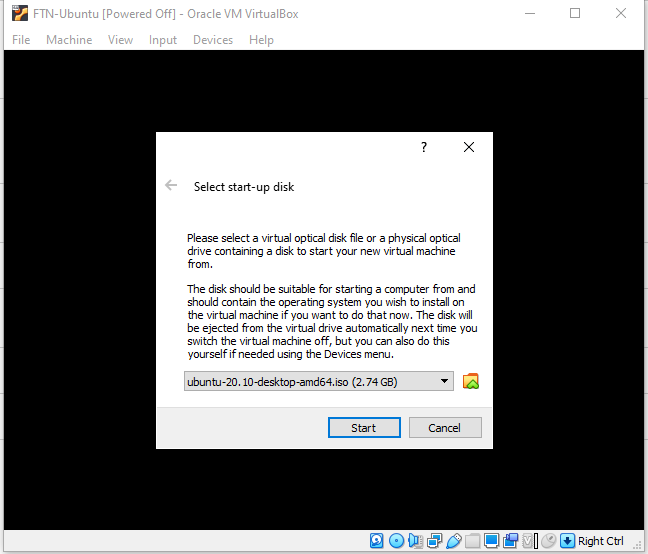 FTN-Ubuntu [Powered Off] - Oracle VM VirtualBox
File Machine View Input Devices Help
?
Select start-up disk
Please select a virtual optical disk file or a physical optical
drive containing a disk to start your new virtual machine
from.
The disk should be suitable for starting a computer from and
should contain the operating system you wish to install on
the virtual machine if you want to do that now. The disk will
be ejected from the virtual drive automatically next time you
switch the virtual machine off, but you can also do this
yourself if needed using the Devices menu.
ubuntu-20.10-desktop-amd64.iso (2.74 GB)
Start Cancel
Right Ctrl